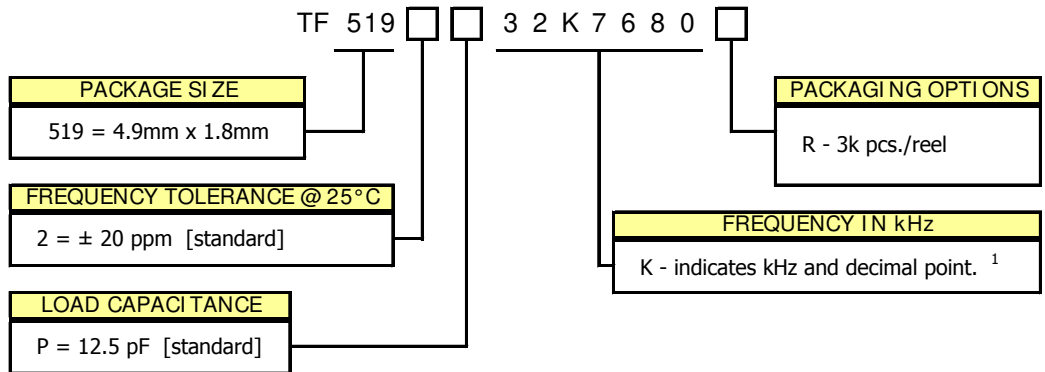 TF 519 □ □ 32K7680 □
PACKAGE SIZE
519 = 4.9mm x 1.8mm
PACKAGING OPTIONS
R - 3k pcs./reel
FREQUENCY TOLERANCE @ 25°C
2 = ± 20 ppm [standard]
FREQUENCY IN kHz
K - indicates kHz and decimal point. 1
LOAD CAPACITANCE
P = 12.5 pF [standard]